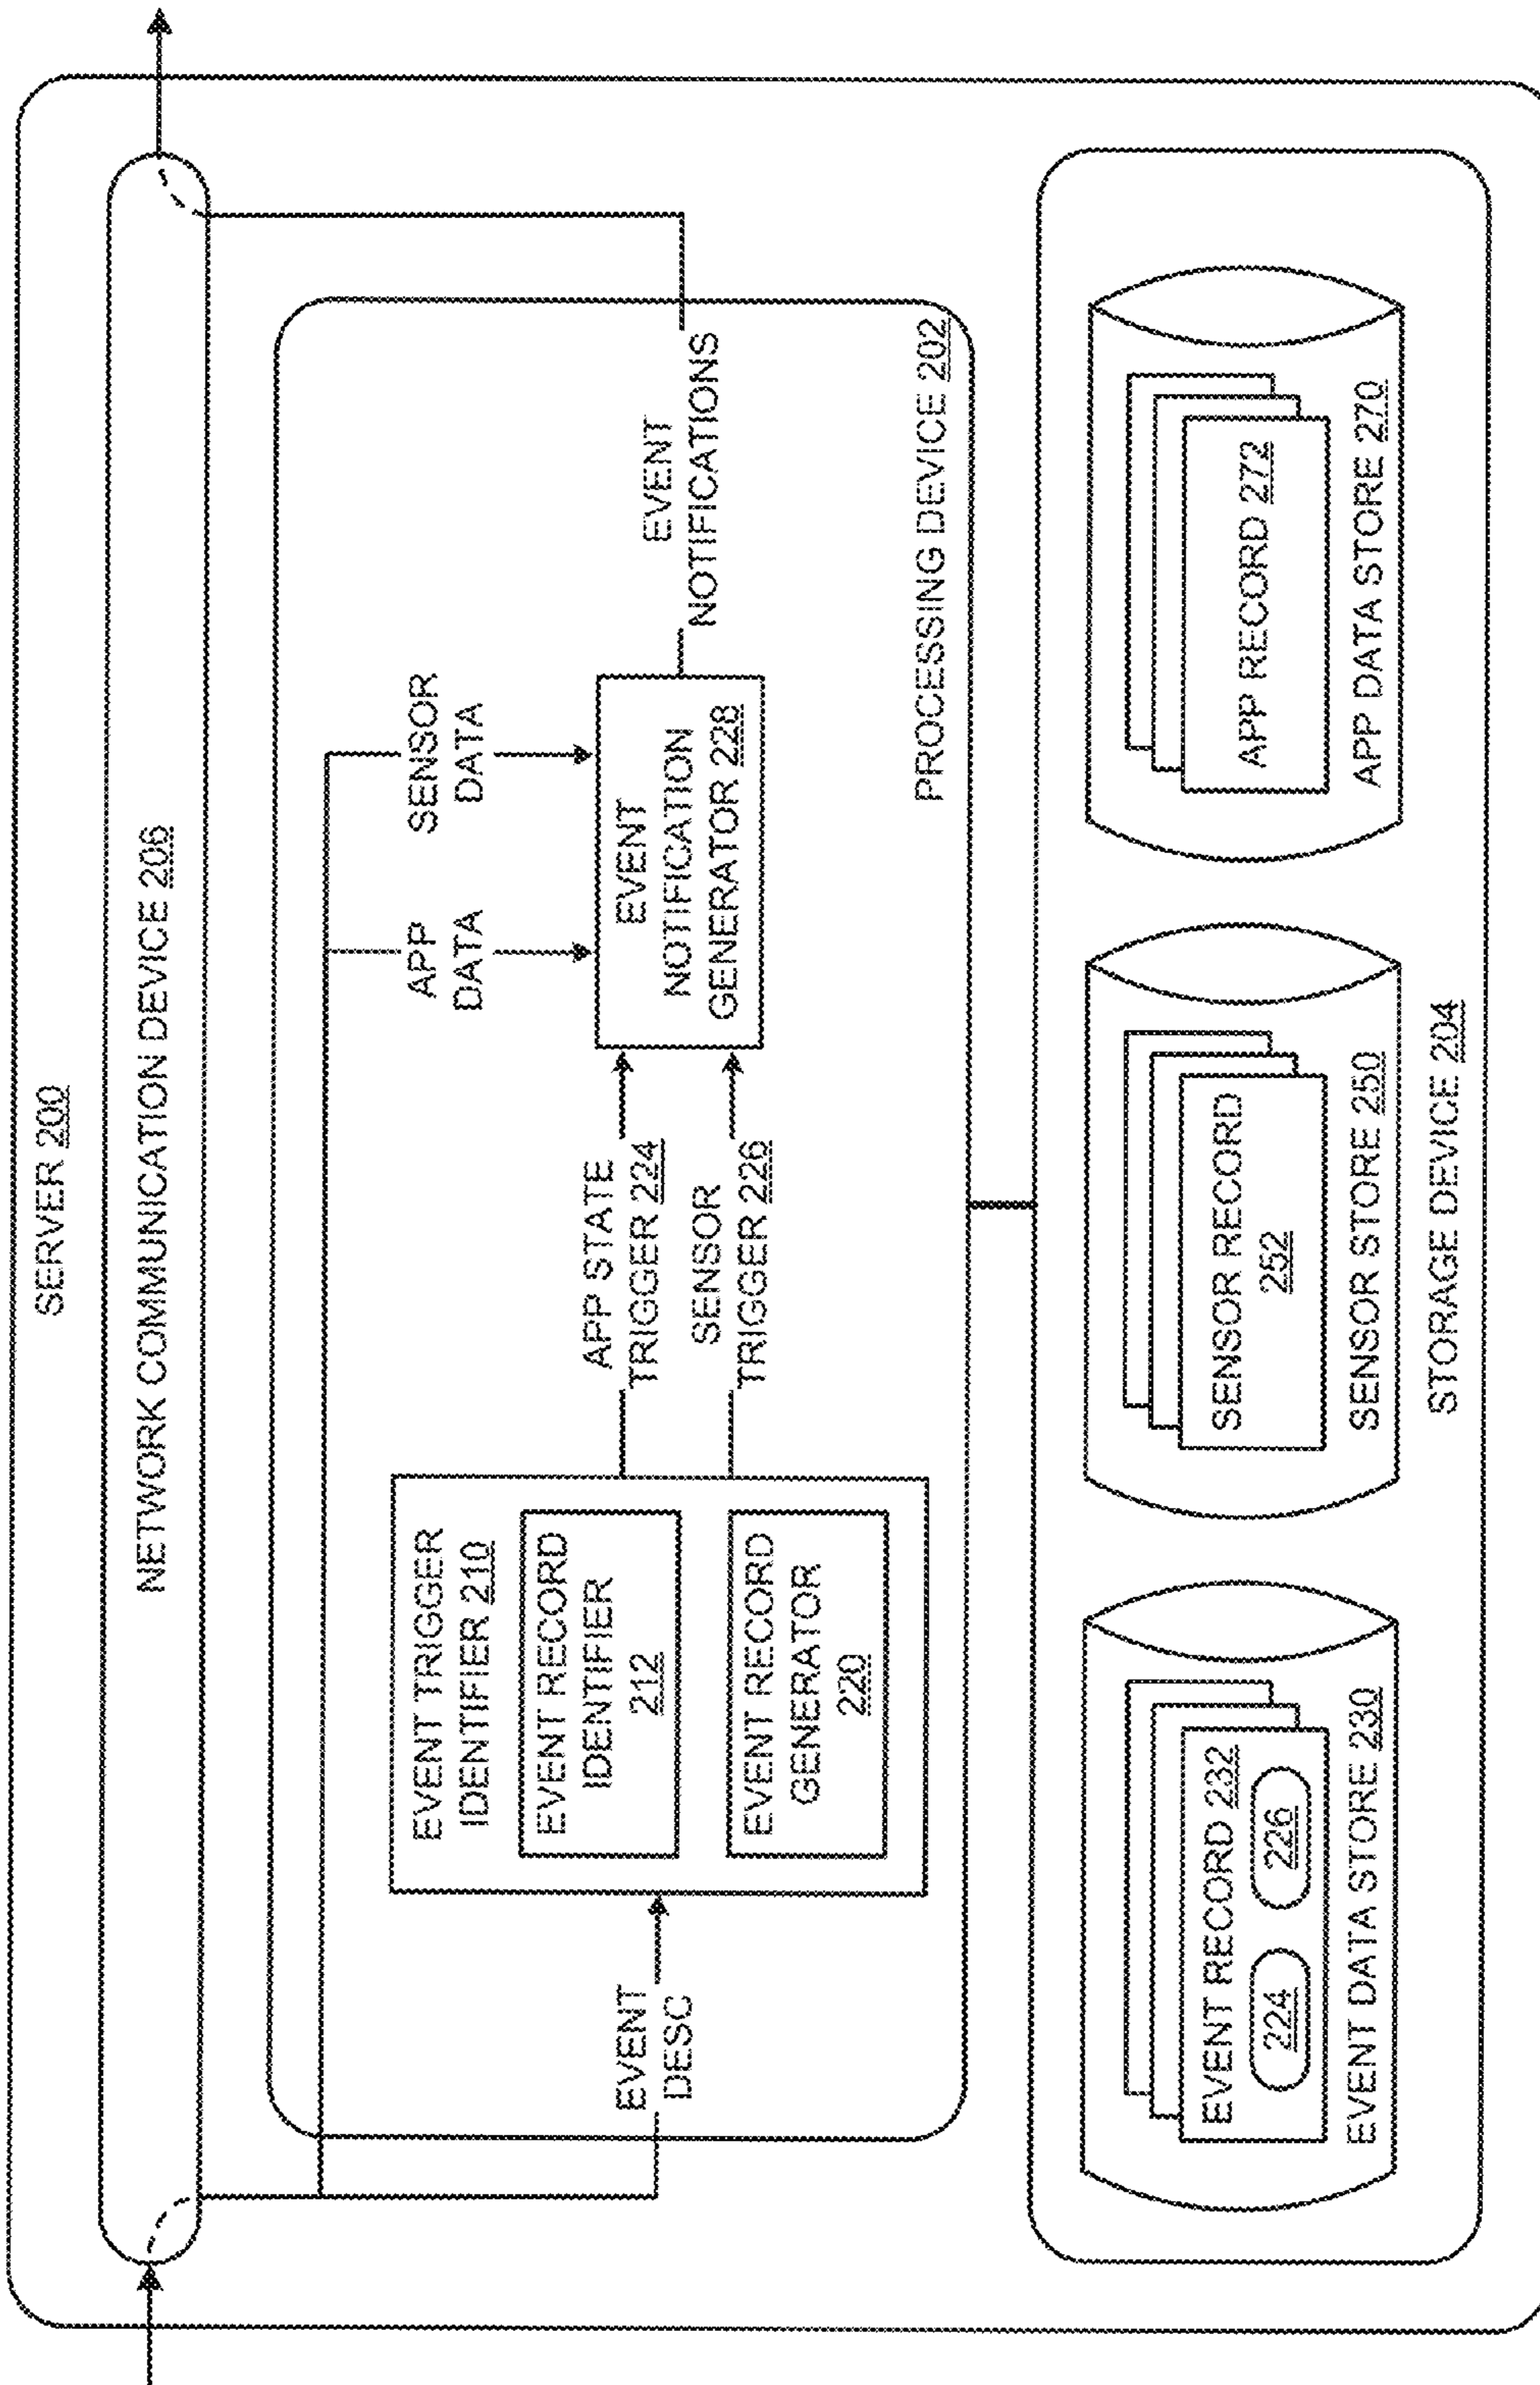 SERVER 200
NETWORK COMMUNICATION DEVICE 206
EVENT
DESC
EVENT TRIGGER
IDENTIFIER 210
EVENT RECORD
IDENTIFIER
212
EVENT RECORD
GENERATOR
220
APP STATE
TRIGGER 224
SENSOR
TRIGGER 226
APP
DATA
SENSOR
DATA
EVENT
NOTIFICATION
GENERATOR 228
EVENT
NOTIFICATIONS
PROCESSING DEVICE 202
EVENT RECORD 232
224
226
EVENT DATA STORE 230
SENSOR RECORD
252
SENSOR STORE 250
APP RECORD 272
APP DATA STORE 270
STORAGE DEVICE 204